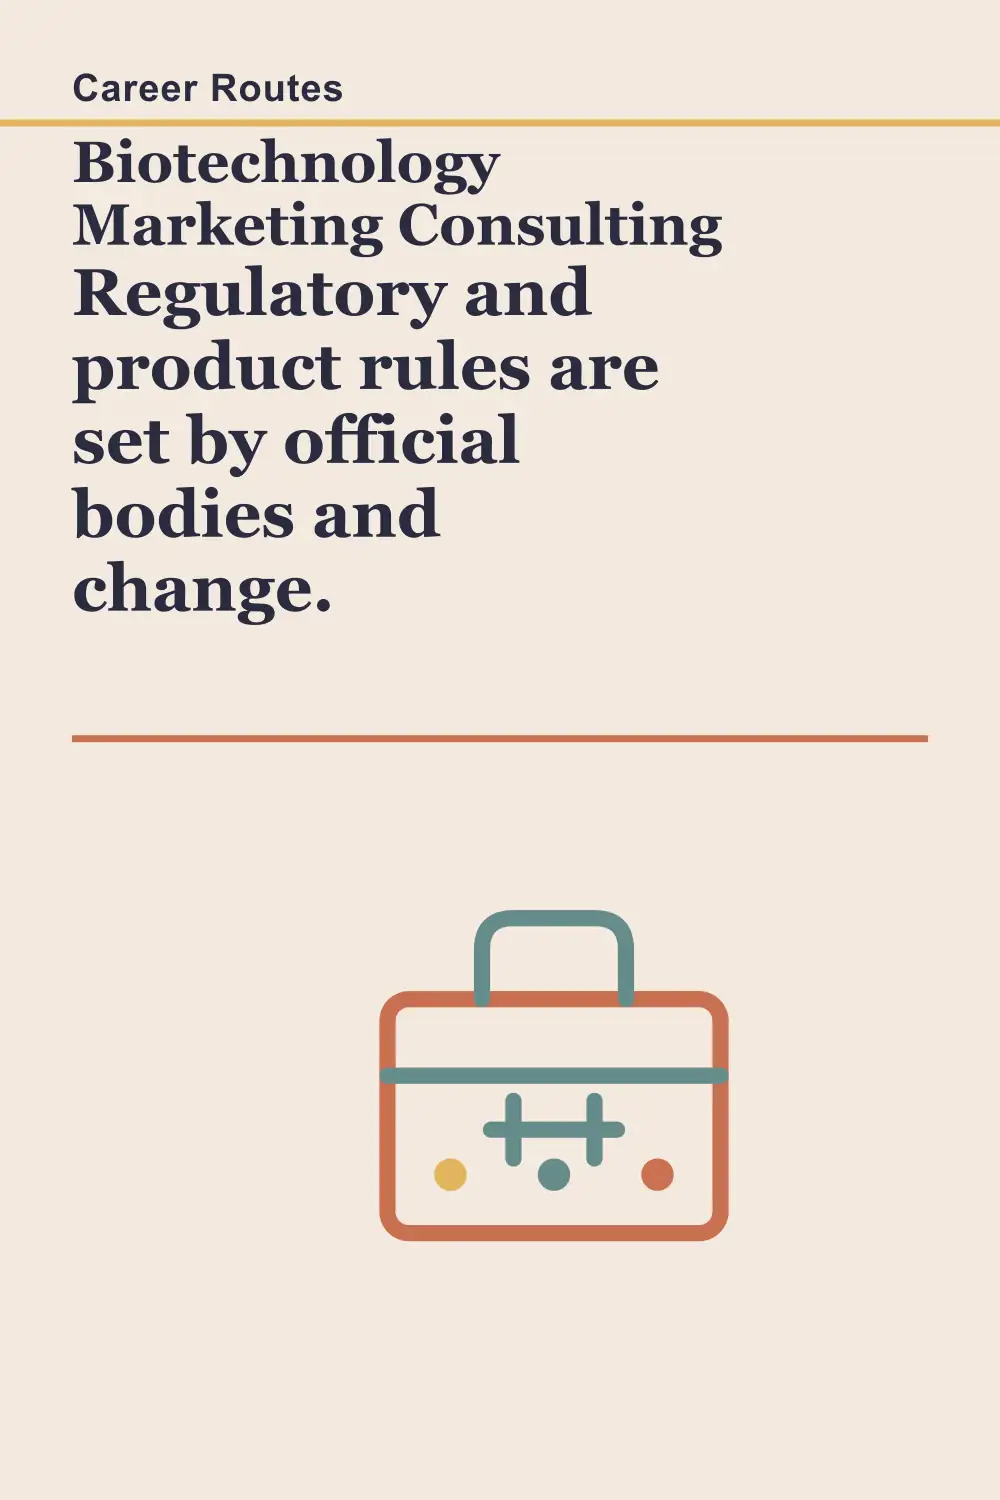 Career Routes
Biotechnology
Marketing Consulting
Regulatory and
product rules are
set by official
bodies and
change.